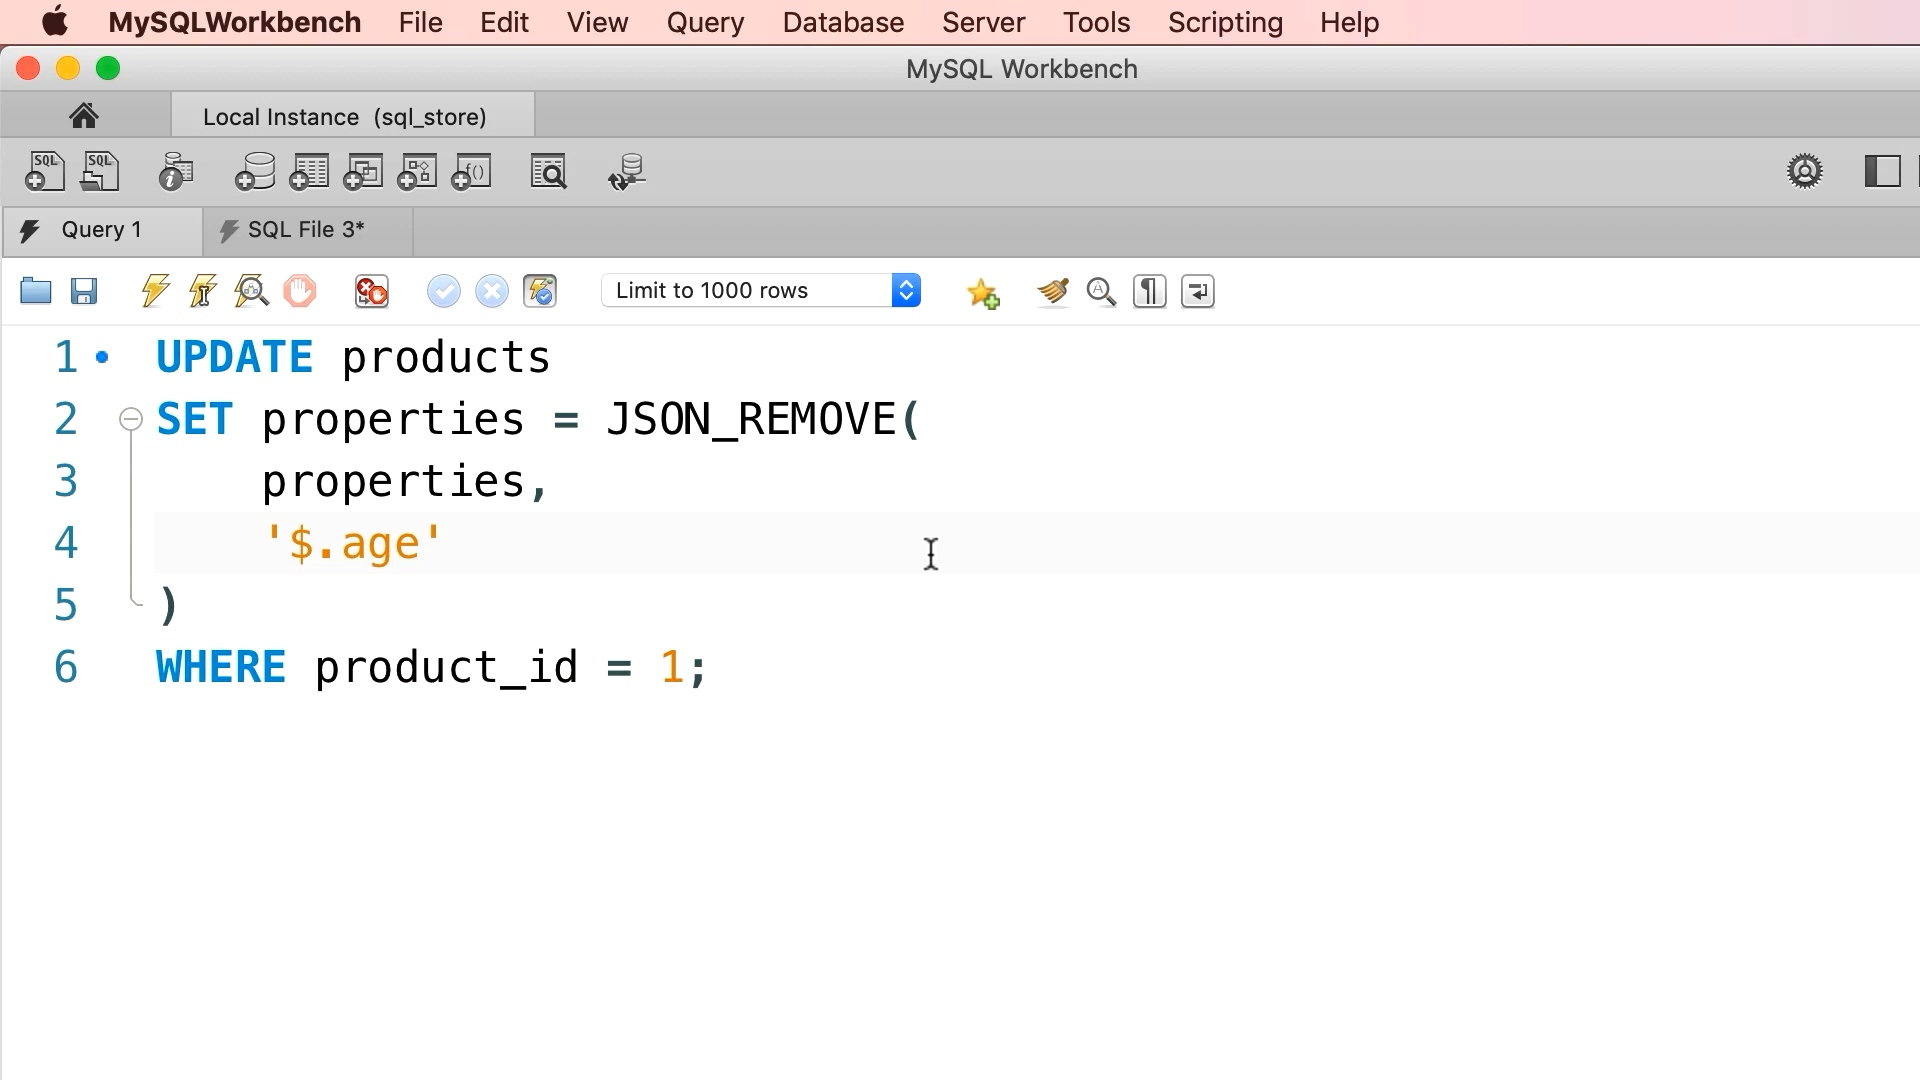 MySQLWorkbench File Edit View Query Database Server Tools Scripting Help
MySQL Workbench
Local Instance (sql_store)
SQL SQL f()
Query 1 SQL File 3*
Limit to 1000 rows
1 UPDATE products
2 SET properties = JSON_REMOVE(
3 properties,
4 '$.age'
5 )
6 WHERE product_id = 1;